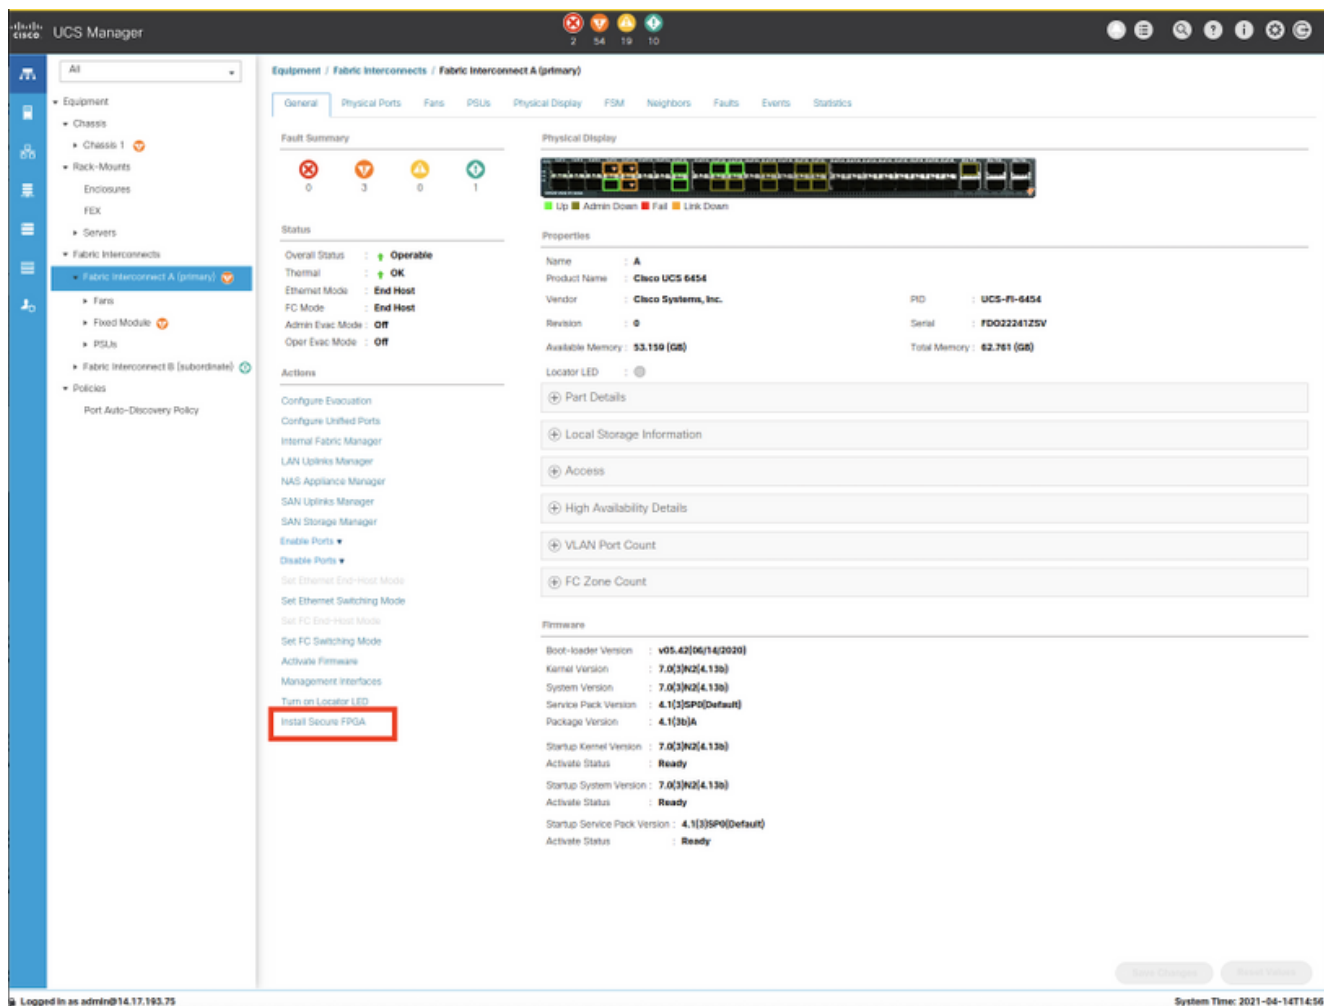 cisco UCS Manager
2 54 19 10
All
Equipment
Chassis
Chassis 1
Rack-Mounts
Enclosures
FEX
Servers
Fabric Interconnects
Fabric Interconnect A (primary)
Fans
Fixed Module
PSUs
Fabric Interconnect B (subordinate)
Policies
Port Auto-Discovery Policy
Equipment / Fabric Interconnects / Fabric Interconnect A (primary)
General Physical Ports Fans PSUs Physical Display FSM Neighbors Faults Events Statistics
Fault Summary
0 3 0 1
Status
Overall Status : Operable
Thermal : OK
Ethernet Mode : End Host
FC Mode : End Host
Admin Evac Mode : Off
Oper Evac Mode : Off
Actions
Configure Evacuation
Configure Unified Ports
Internal Fabric Manager
LAN Uplinks Manager
NAS Appliance Manager
SAN Uplinks Manager
SAN Storage Manager
Enable Ports
Disable Ports
Set Ethernet End-Host Mode
Set Ethernet Switching Mode
Set FC End-Host Mode
Set FC Switching Mode
Activate Firmware
Management Interfaces
Turn on Locator LED
Install Secure FPGA
Physical Display
Up Admin Down Fail Link Down
Properties
Name : A
Product Name : Cisco UCS 6454
Vendor : Cisco Systems, Inc. PID : UCS-FI-6454
Revision : 0 Serial : FDO22241ZSV
Available Memory : 53.159 (GB) Total Memory : 62.761 (GB)
Locator LED :
Part Details
Local Storage Information
Access
High Availability Details
VLAN Port Count
FC Zone Count
Firmware
Boot-loader Version : v05.42(06/14/2020)
Kernel Version : 7.0(3)N2(4.13b)
System Version : 7.0(3)N2(4.13b)
Service Pack Version : 4.1(3)SP0(Default)
Package Version : 4.1(3b)A
Startup Kernel Version : 7.0(3)N2(4.13b)
Activate Status : Ready
Startup System Version : 7.0(3)N2(4.13b)
Activate Status : Ready
Startup Service Pack Version : 4.1(3)SP0(Default)
Activate Status : Ready
Save Changes Reset Values
Logged in as admin@14.17.193.75
System Time: 2021-04-14T14:56